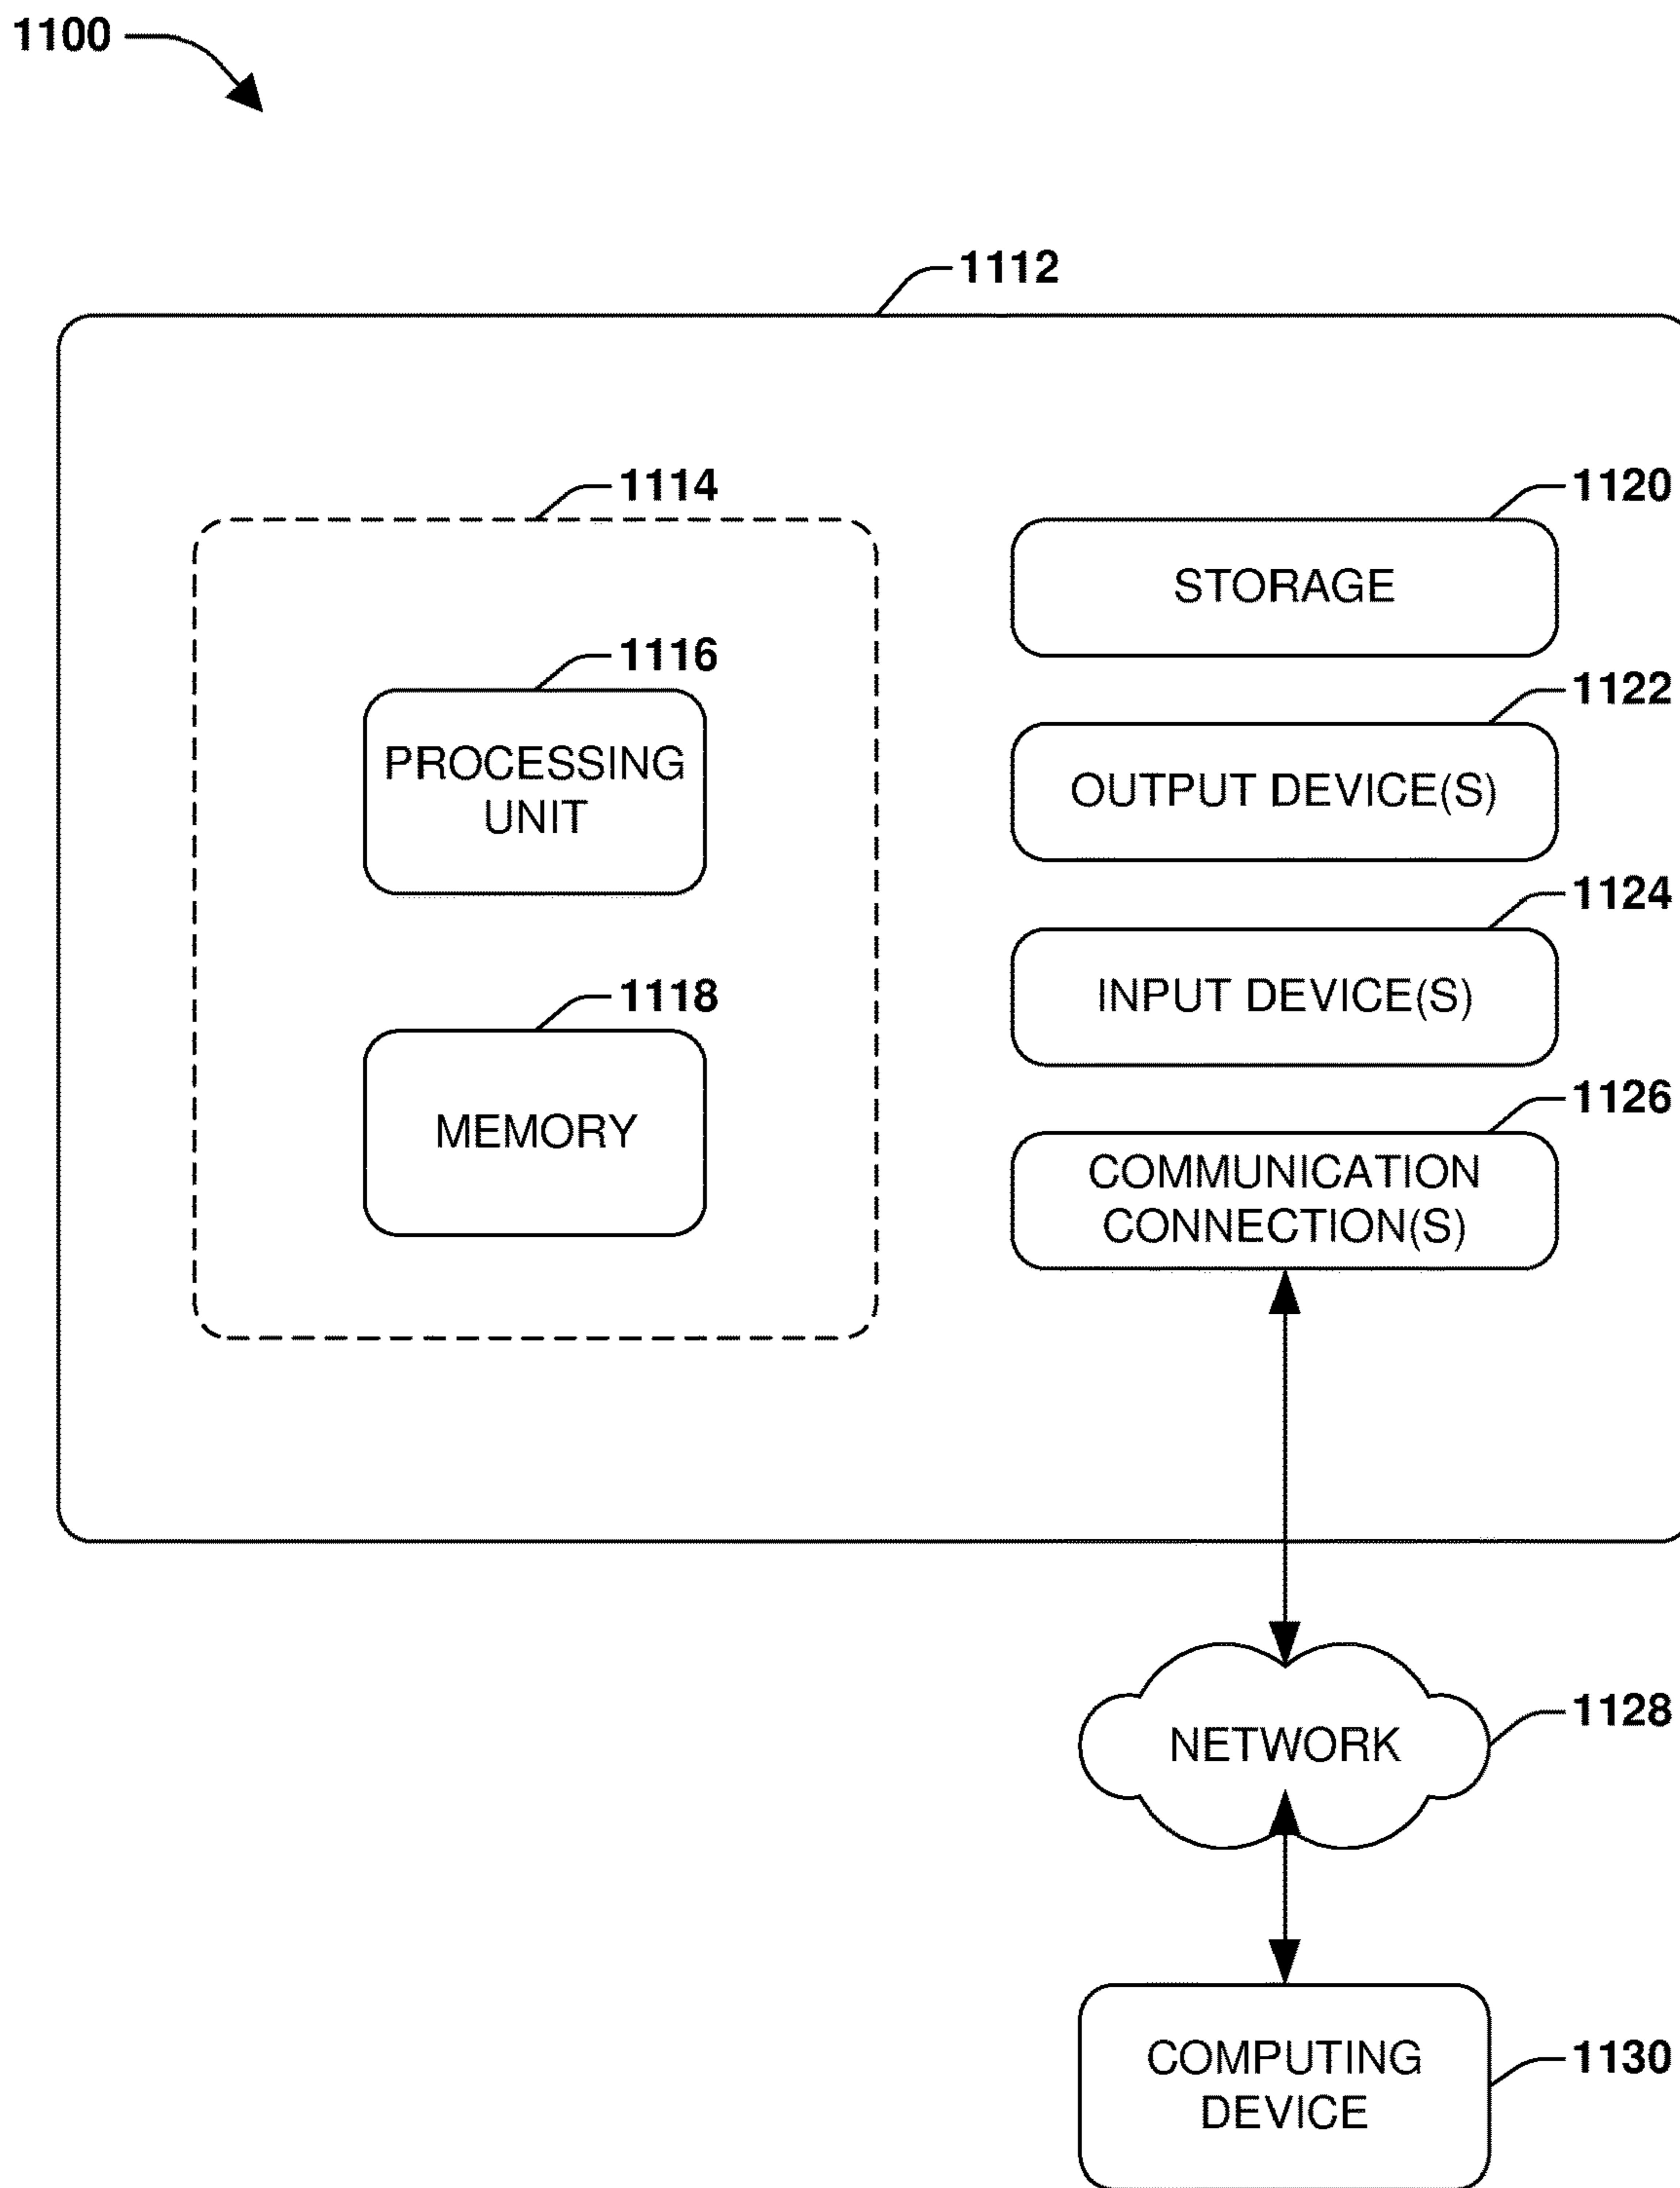 1100
1112
1114
1120
STORAGE
1116
1122
PROCESSING
UNIT
OUTPUT DEVICE(S)
1124
1118
INPUT DEVICE(S)
1126
MEMORY
COMMUNICATION
CONNECTION(S)
1128
NETWORK
1130
COMPUTING
DEVICE